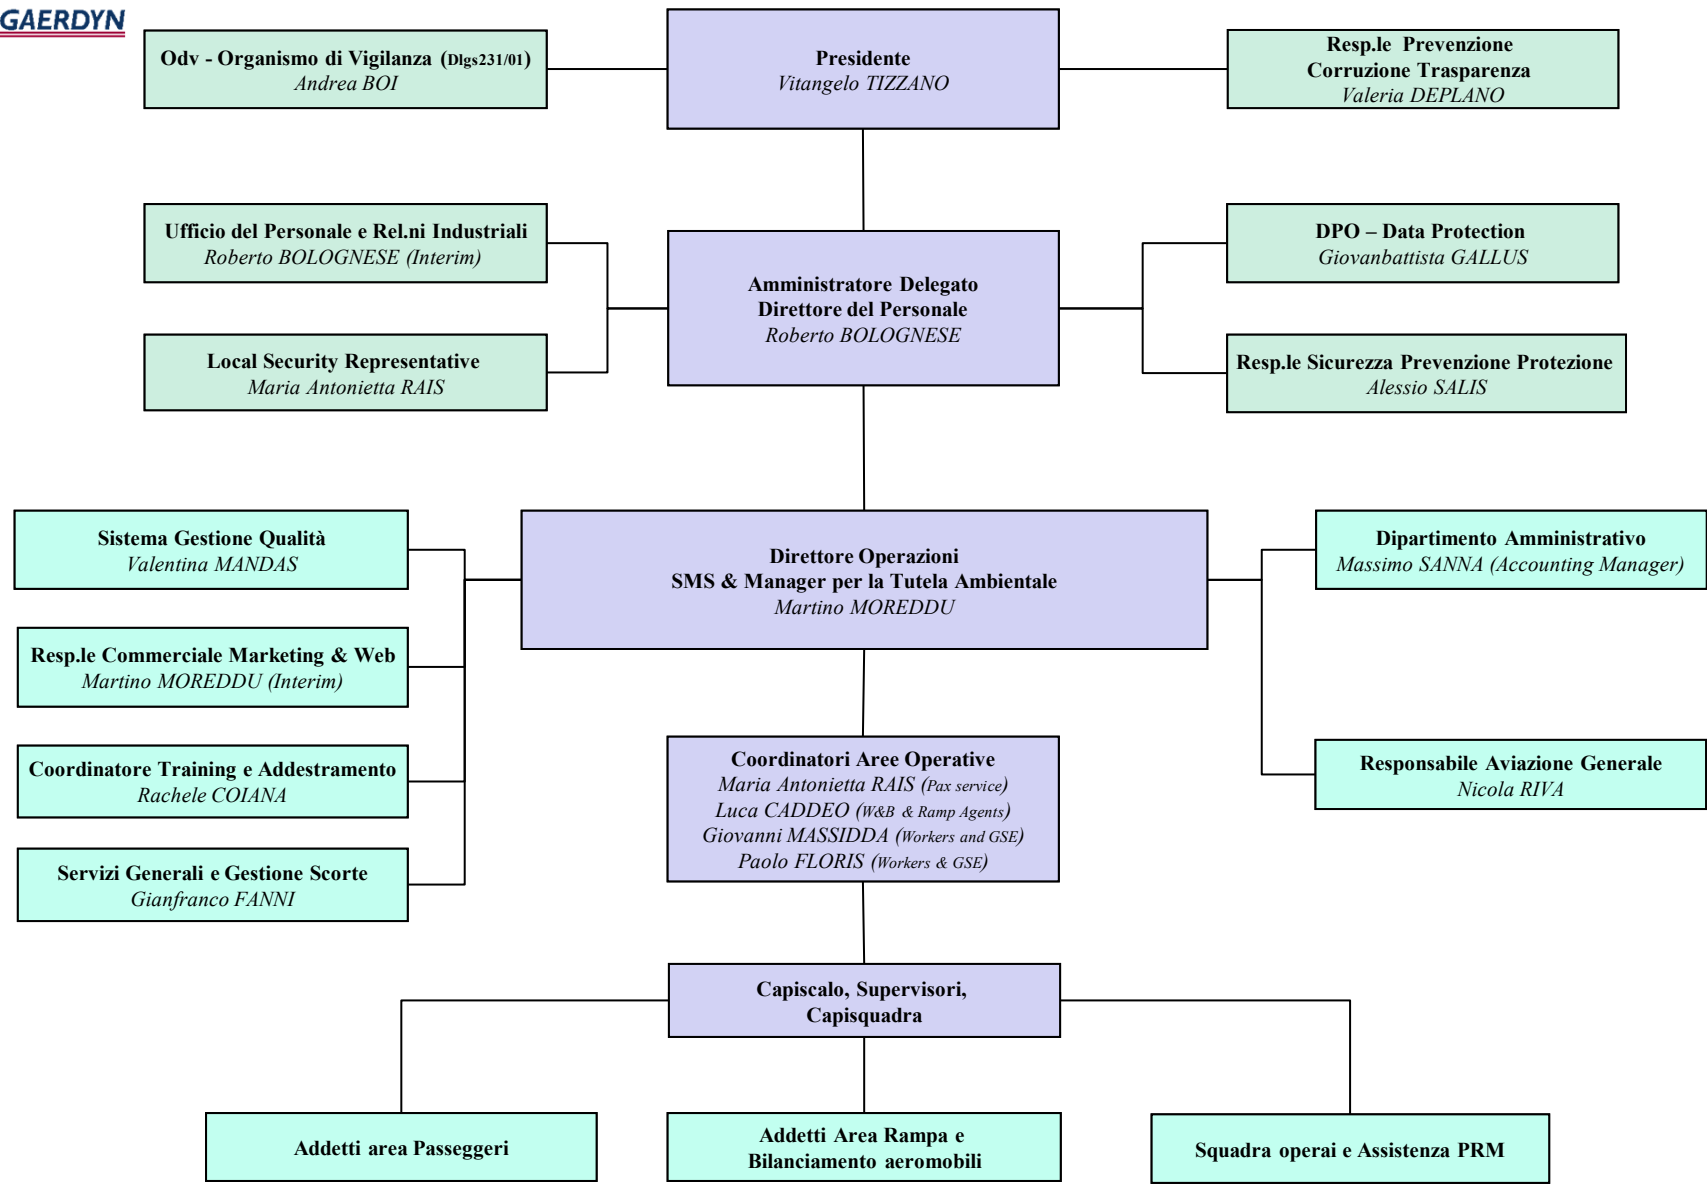 GAERDYN
Odv - Organismo di Vigilanza (Dlgs231/01)
Andrea BOI
Presidente
Vitangelo TIZZANO
Resp.le Prevenzione
Corruzione Trasparenza
Valeria DEPLANO
Ufficio del Personale e Rel.ni Industriali
Roberto BOLOGNESE (Interim)
Local Security Representative
Maria Antonietta RAIS
Amministratore Delegato
Direttore del Personale
Roberto BOLOGNESE
DPO – Data Protection
Giovanbattista GALLUS
Resp.le Sicurezza Prevenzione Protezione
Alessio SALIS
Sistema Gestione Qualità
Valentina MANDAS
Resp.le Commerciale Marketing & Web
Martino MOREDDU (Interim)
Coordinatore Training e Addestramento
Rachele COIANA
Servizi Generali e Gestione Scorte
Gianfranco FANNI
Direttore Operazioni
SMS & Manager per la Tutela Ambientale
Martino MOREDDU
Dipartimento Amministrativo
Massimo SANNA (Accounting Manager)
Responsabile Aviazione Generale
Nicola RIVA
Coordinatori Aree Operative
Maria Antonietta RAIS (Pax service)
Luca CADDEO (W&B & Ramp Agents)
Giovanni MASSIDDA (Workers and GSE)
Paolo FLORIS (Workers & GSE)
Capiscalo, Supervisori,
Capisquadra
Addetti area Passeggeri
Addetti Area Rampa e
Bilanciamento aeromobili
Squadra operai e Assistenza PRM